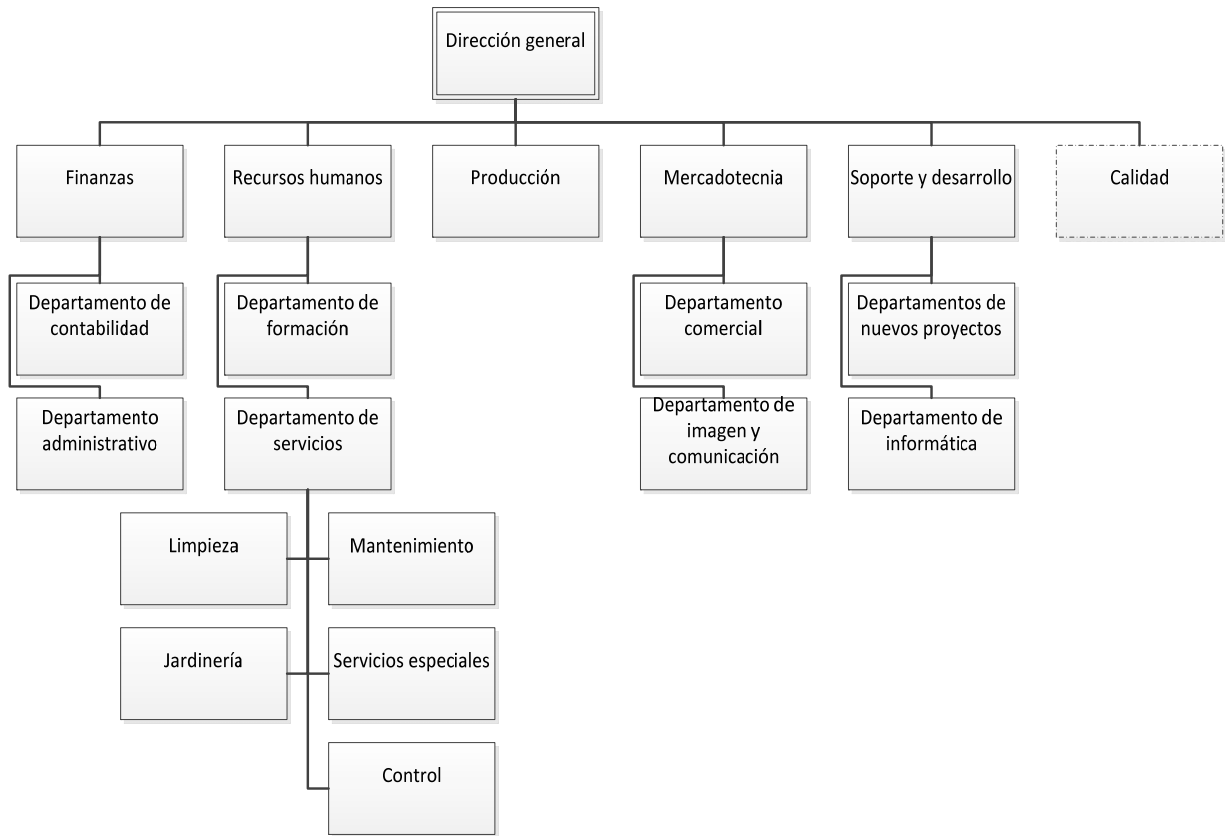 Dirección general
Finanzas
Recursos humanos
Producción
Mercadotecnia
Soporte y desarrollo
Calidad
Departamento de
contabilidad
Departamento de
formación
Departamento
comercial
Departamentos de
nuevos proyectos
Departamento
administrativo
Departamento de
servicios
Departamento de
imagen y
comunicación
Departamento de
informática
Limpieza
Mantenimiento
Jardinería
Servicios especiales
Control